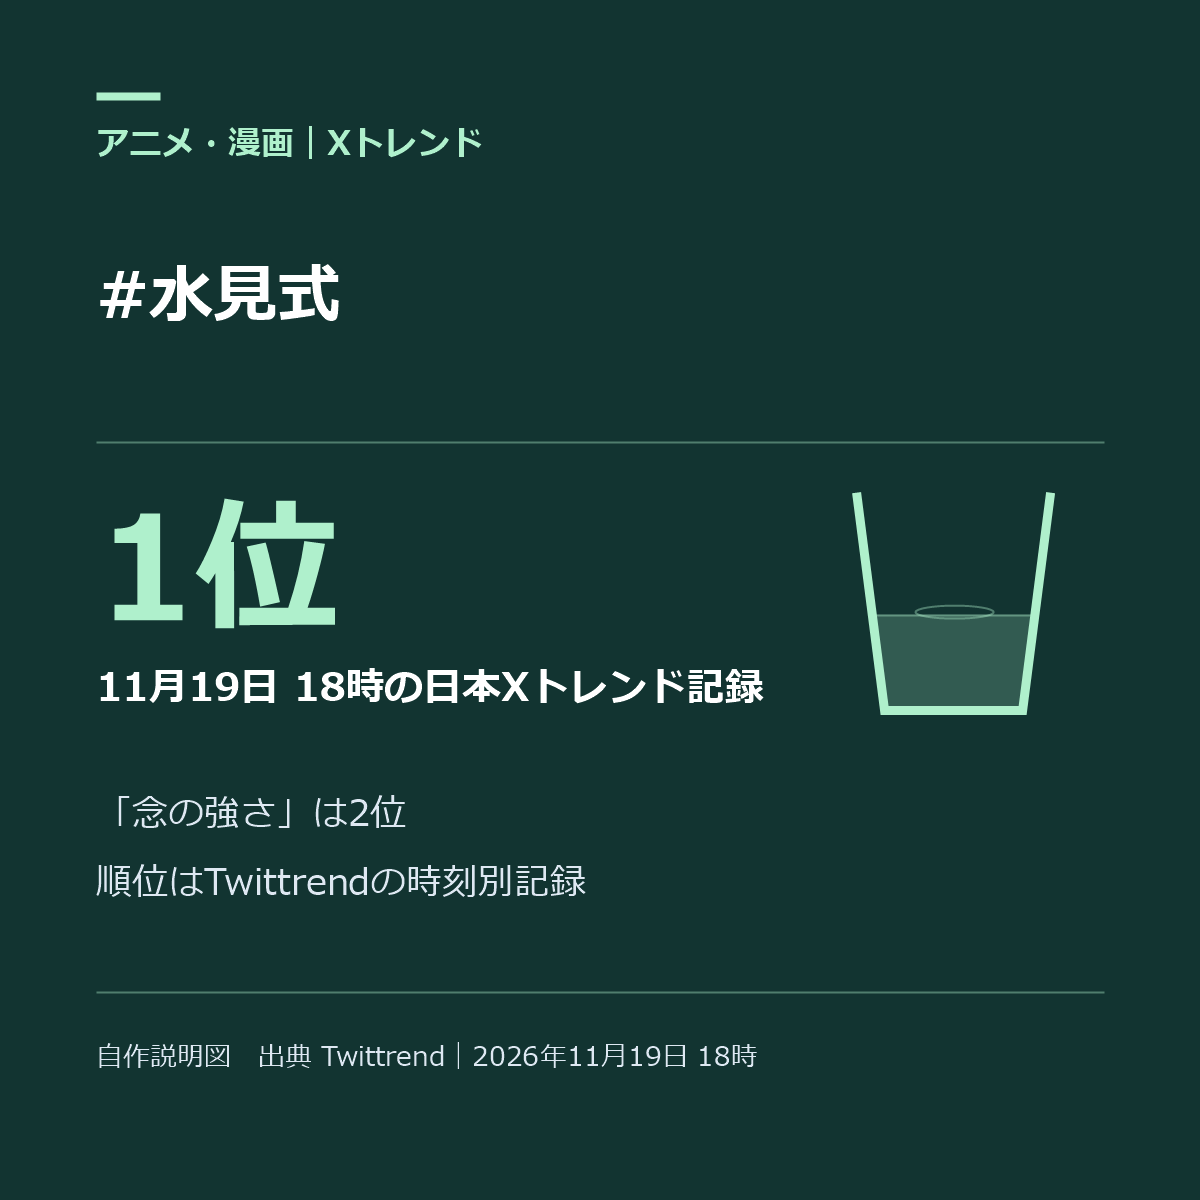 アニメ・漫画｜Xトレンド
#水見式
1位
11月19日 18時の日本Xトレンド記録
「念の強さ」は2位
順位はTwittrendの時刻別記録
自作説明図　出典 Twittrend｜2026年11月19日 18時